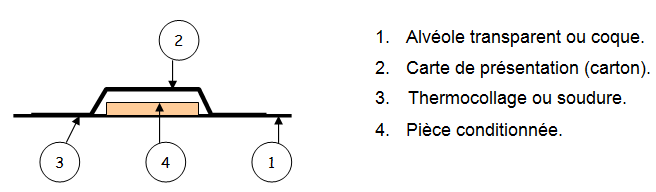 2
3
4
1
1. Alvéole transparent ou coque.
2. Carte de présentation (carton).
3. Thermocollage ou soudure.
4. Pièce conditionnée.